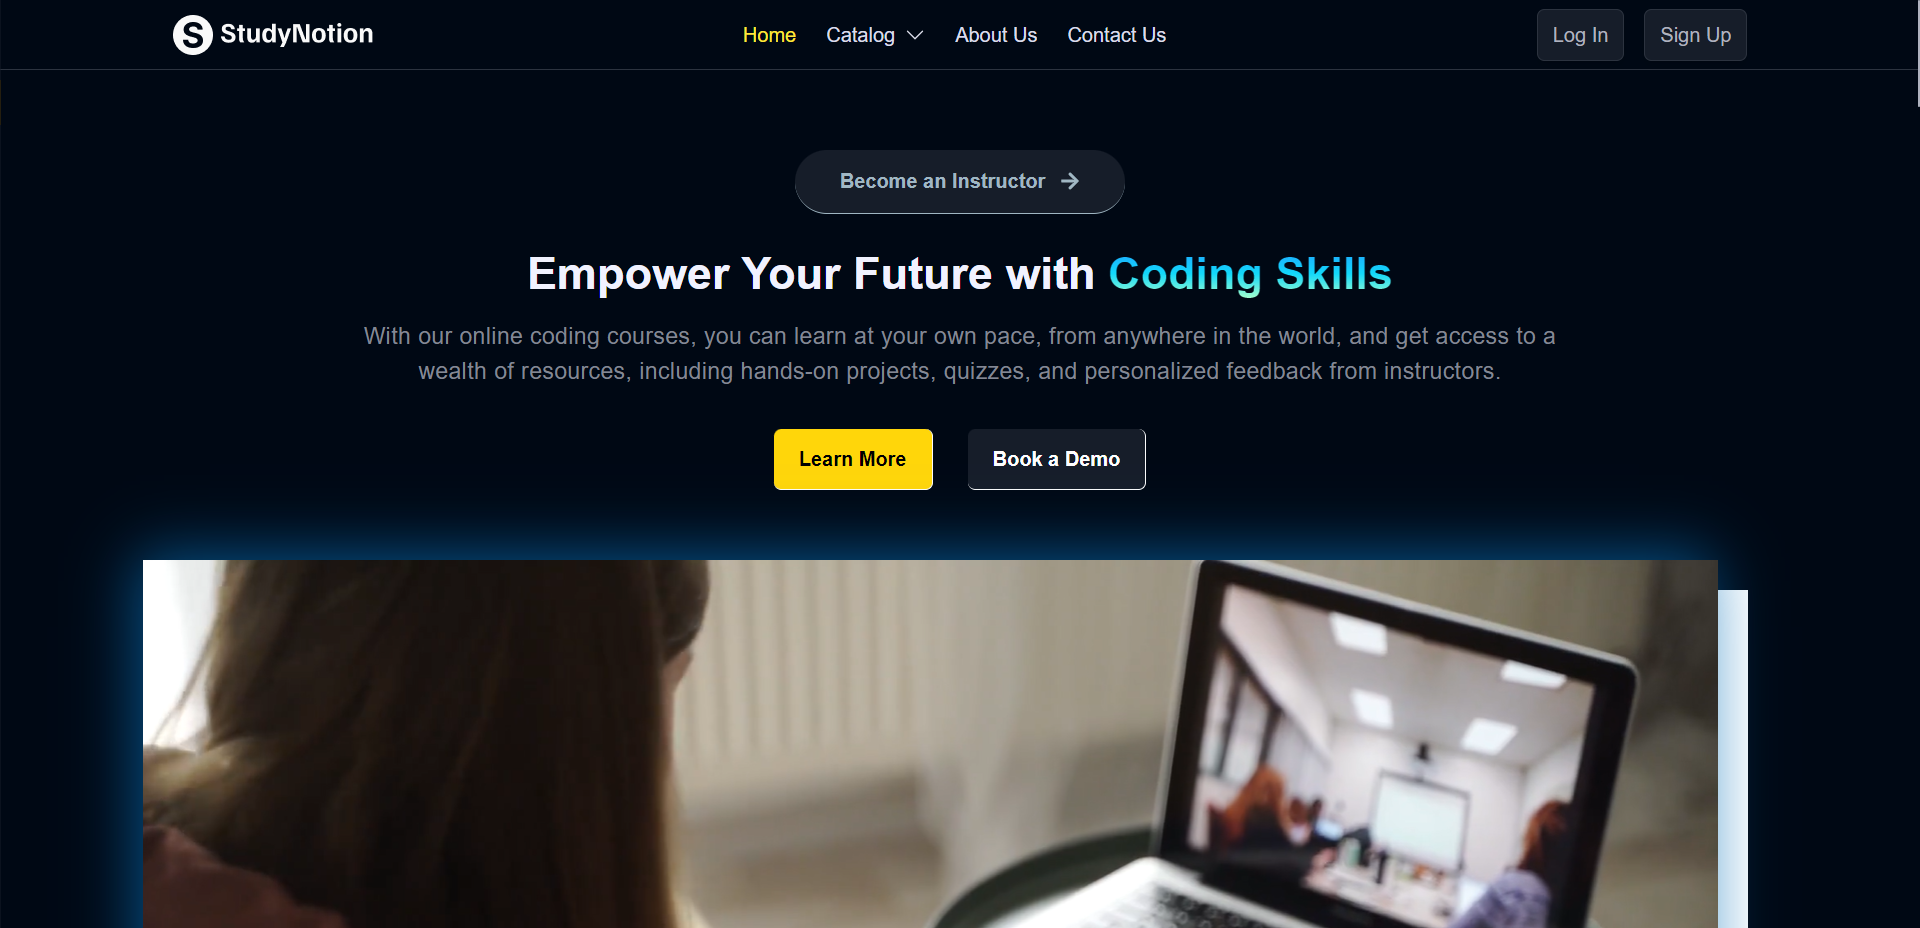 S StudyNotion
Home Catalog About Us Contact Us
Log In Sign Up
Become an Instructor
Empower Your Future with Coding Skills
With our online coding courses, you can learn at your own pace, from anywhere in the world, and get access to a
wealth of resources, including hands-on projects, quizzes, and personalized feedback from instructors.
Learn More Book a Demo